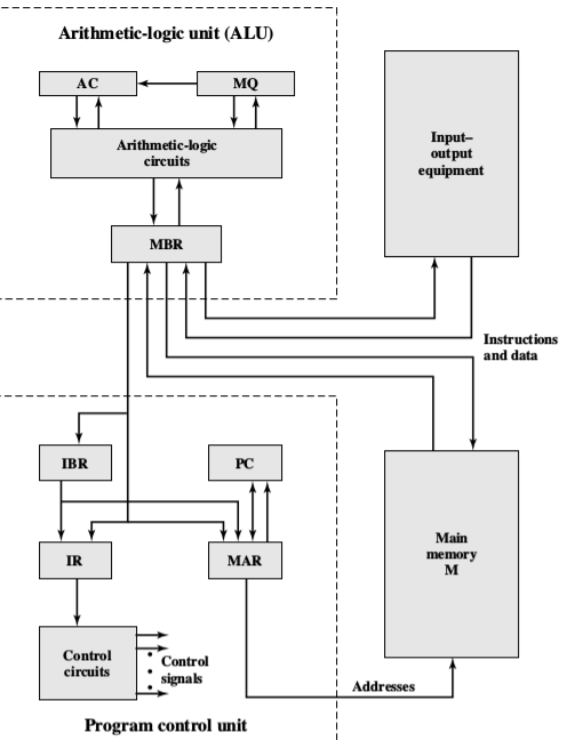 Arithmetic-logic unit (ALU)
AC
MQ
Arithmetic-logic
circuits
Input–
output
equipment
MBR
Instructions
and data
IBR
PC
IR
MAR
Main
memory
M
Control
circuits
Control
signals
Addresses
Program control unit